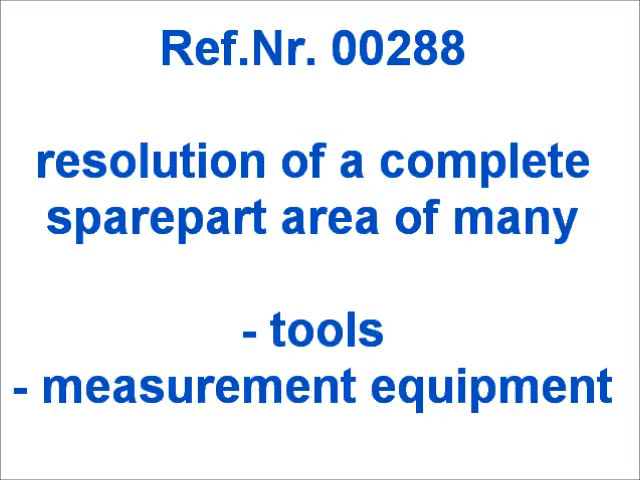 Ref.Nr. 00288
resolution of a complete
sparepart area of many
- tools
- measurement equipment